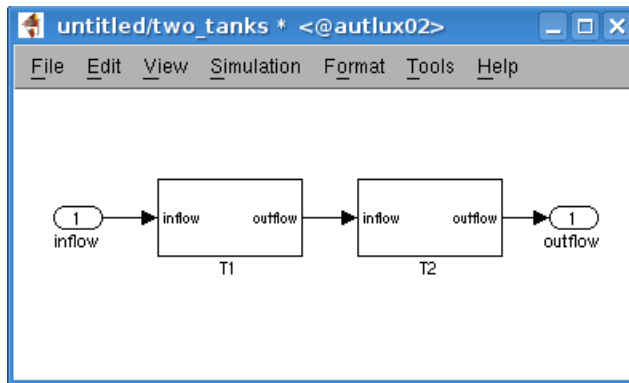 untitled/two_tanks * <@autlux02>
File Edit View Simulation Format Tools Help
1 inflow outflow inflow outflow 1
inflow outflow
T1 T2